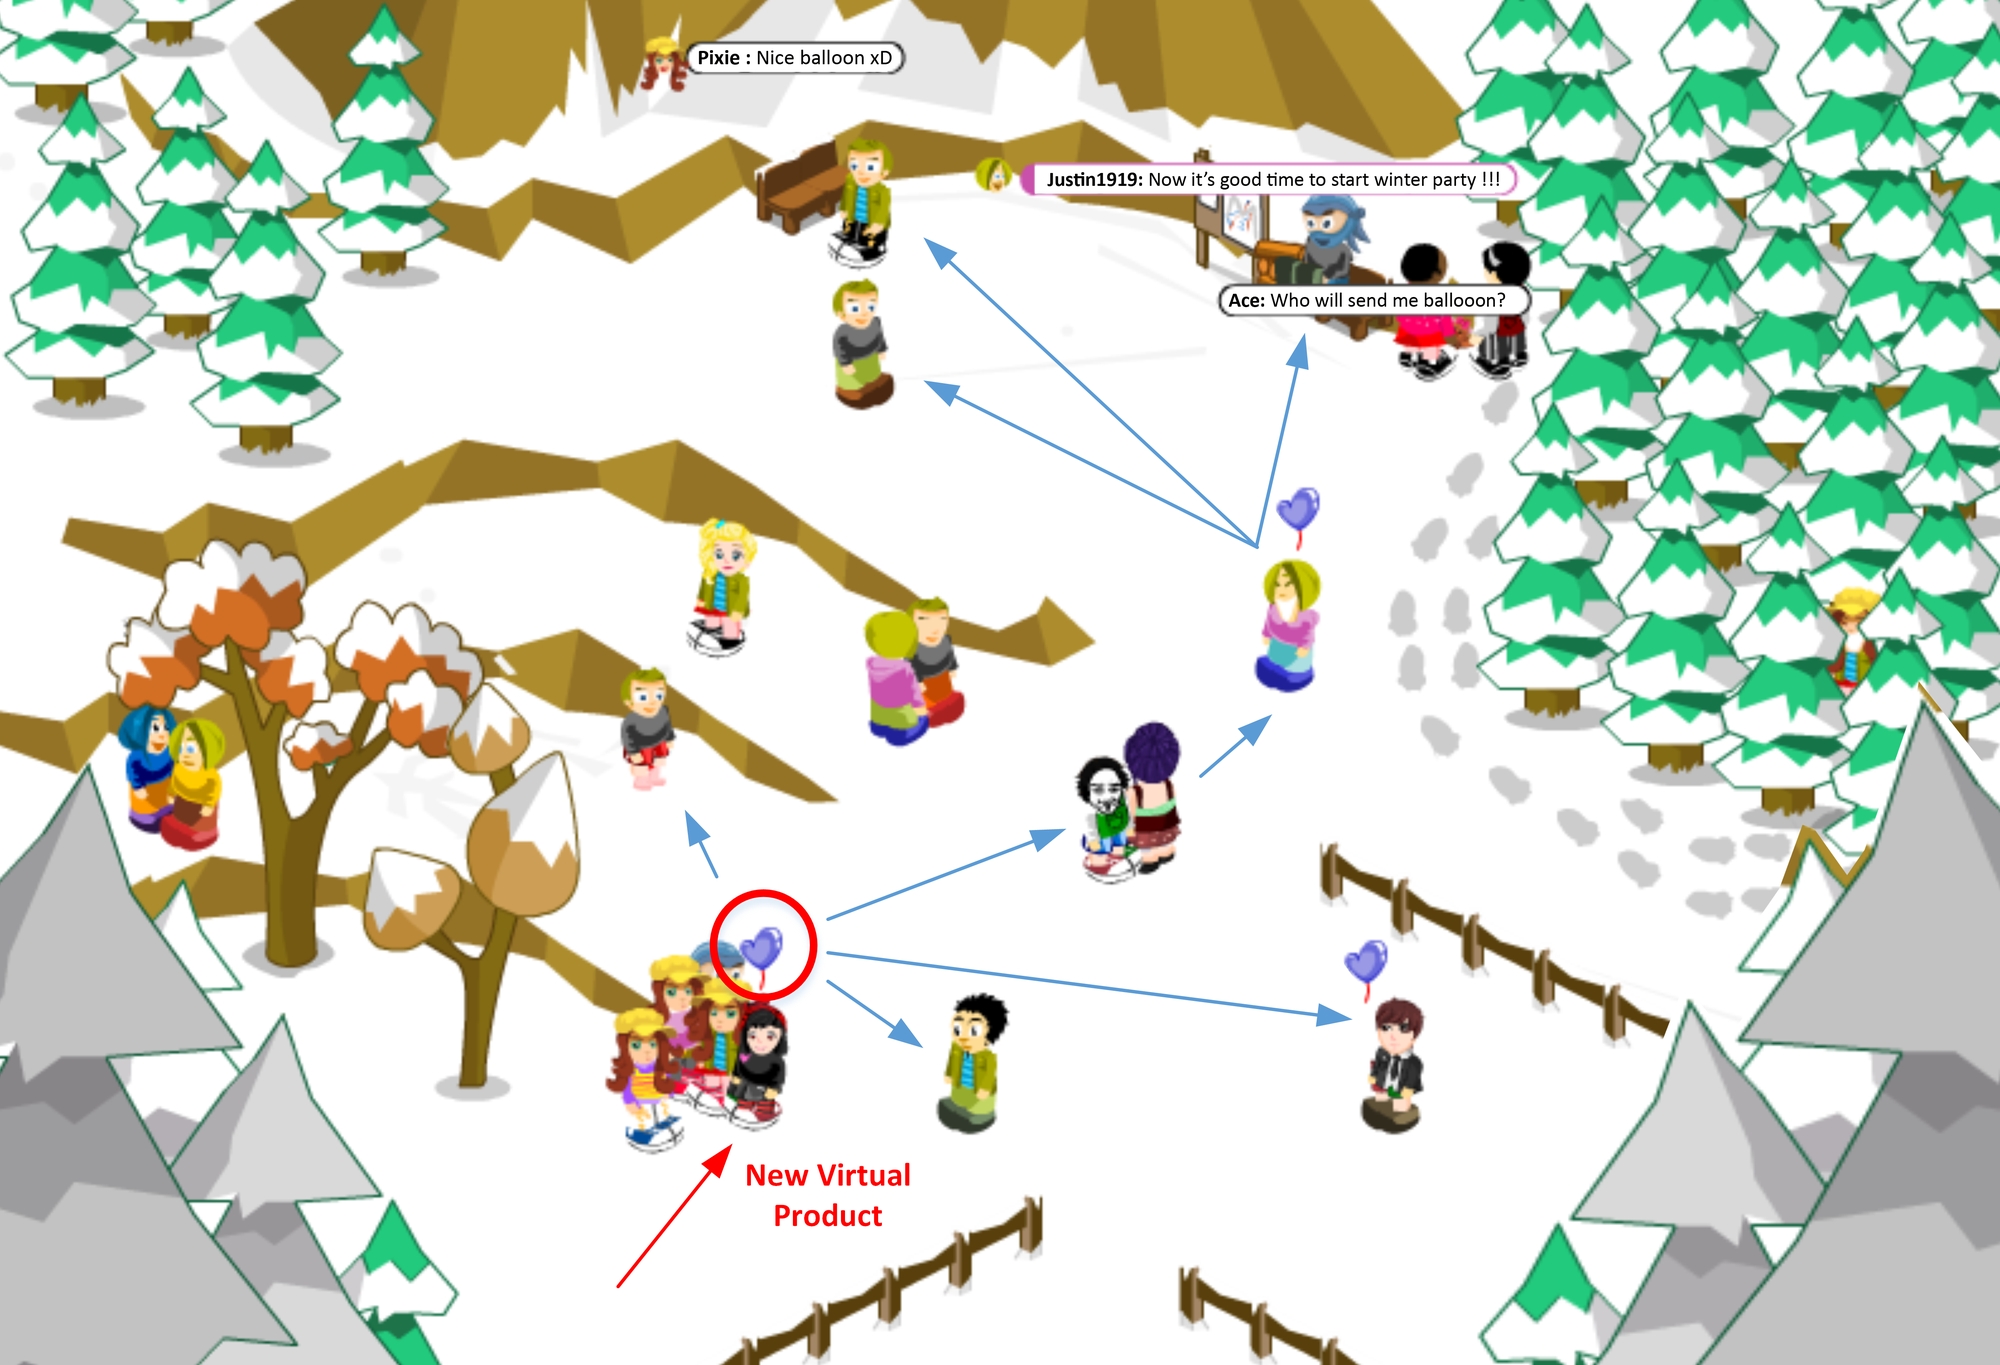 Pixie : Nice balloon xD
Justin1919: Now it's good time to start winter party !!!
Ace: Who will send me ballooon?
New Virtual
Product